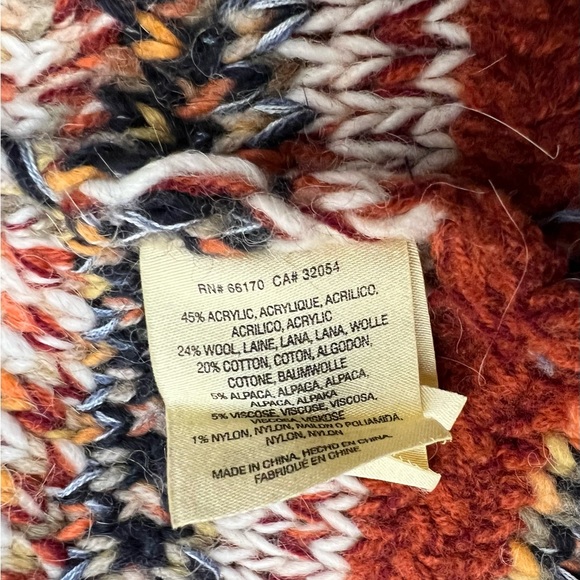 RN# 66170 CA# 32054
45% ACRYLIC, ACRYLIQUE, ACRILICO,
ACRILICO, ACRYLIC
24% WOOL, LAINE, LANA, LANA, WOLLE
20% COTTON, COTON, ALGODON,
COTONE, BAUMWOLLE
5% ALPACA, ALPAGA, ALPACA,
ALPACA, ALPAKA
5% VISCOSE, VISCOSE, VISCOSA,
VISCOSA, VISKOSE
1% NYLON, NYLON, NAILON O POLIAMIDA,
NYLON, NYLON
MADE IN CHINA, HECHO EN CHINA,
FABRIQUE EN CHINE